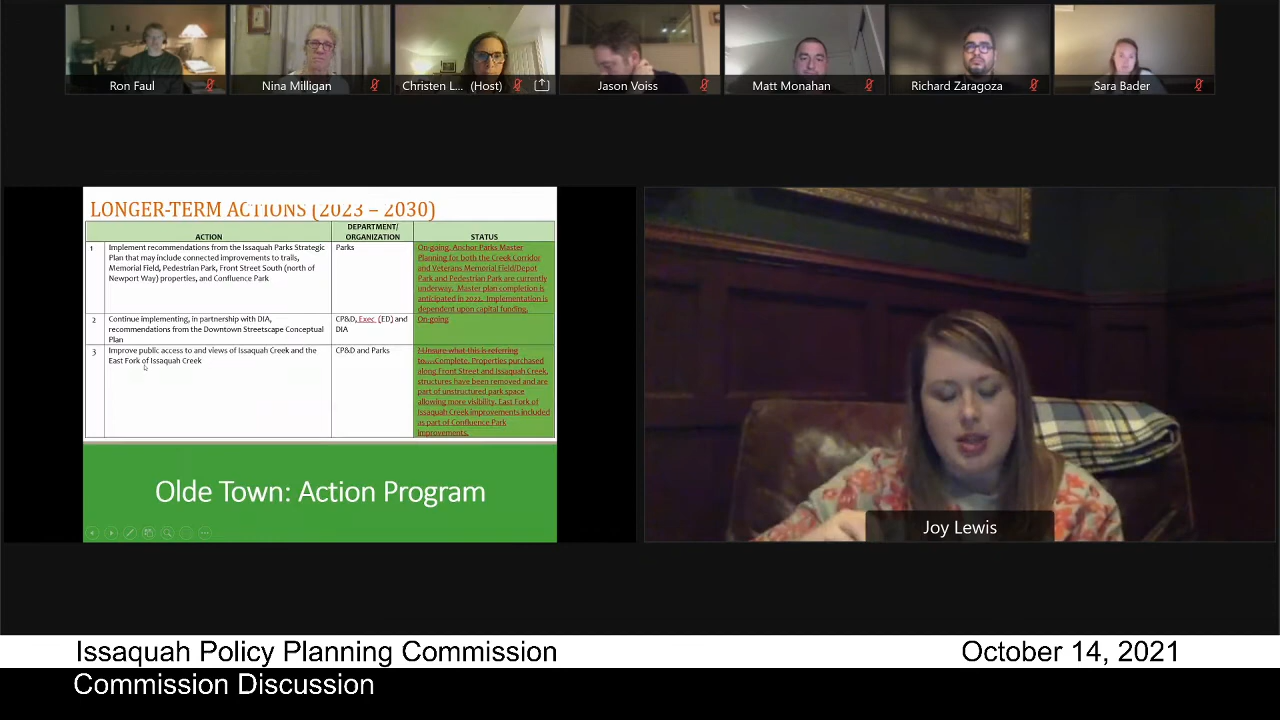 Ron Faul
Nina Milligan
Christen L... (Host)
Jason Voiss
Matt Monahan
Richard Zaragoza
Sara Bader
LONGER-TERM ACTIONS (2023 – 2030)
ACTION
DEPARTMENT/
ORGANIZATION
STATUS
1
Implement recommendations from the Issaquah Parks Strategic
Plan that may include connected improvements to trails,
Memorial Field, Pedestrian Park, Front Street South (north of
Newport Way) properties, and Confluence Park
Parks
On-going. Anchor Parks Master
Planning for both the Creek Corridor
and Veterans Memorial Field/Depot
Park and Pedestrian Park are currently
underway. Master plan completion is
anticipated in 2022. Implementation is
dependent upon capital funding.
2
Continue implementing, in partnership with DIA,
recommendations from the Downtown Streetscape Conceptual
Plan
CP&D, Exec (ED) and
DIA
On-going
3
Improve public access to and views of Issaquah Creek and the
East Fork of Issaquah Creek
CP&D and Parks
? Unsure what this is referring
to....Complete. Properties purchased
along Front Street and Issaquah Creek,
structures have been removed and are
part of unstructured park space
allowing more visibility. East Fork of
Issaquah Creek improvements included
as part of Confluence Park
Improvements.
Olde Town: Action Program
Joy Lewis
Issaquah Policy Planning Commission
October 14, 2021
Commission Discussion